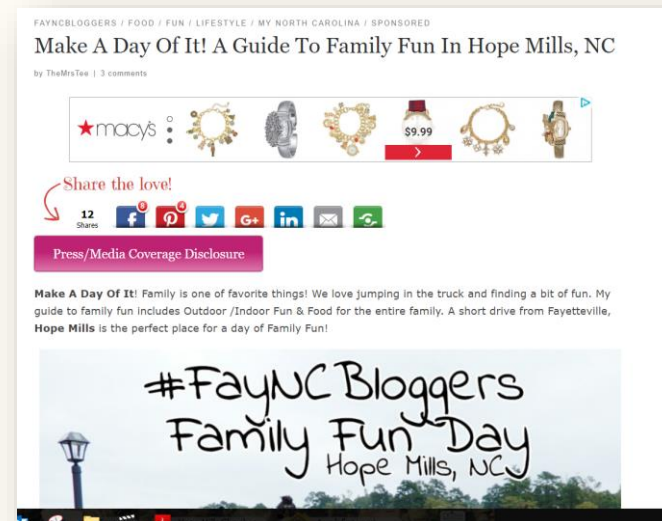 FAYNCBLOGGERS / FOOD / FUN / LIFESTYLE / MY NORTH CAROLINA / SPONSORED
Make A Day Of It! A Guide To Family Fun In Hope Mills, NC
by TheMrsTee | 3 comments
macy's
$9.99
Share the love!
12
Shares
8
4
G+
in
Press/Media Coverage Disclosure
Make A Day Of It! Family is one of favorite things! We love jumping in the truck and finding a bit of fun. My
guide to family fun includes Outdoor /Indoor Fun & Food for the entire family. A short drive from Fayetteville,
Hope Mills is the perfect place for a day of Family Fun!
#FayNCBloggers
Family Fun Day
Hope Mills, NC